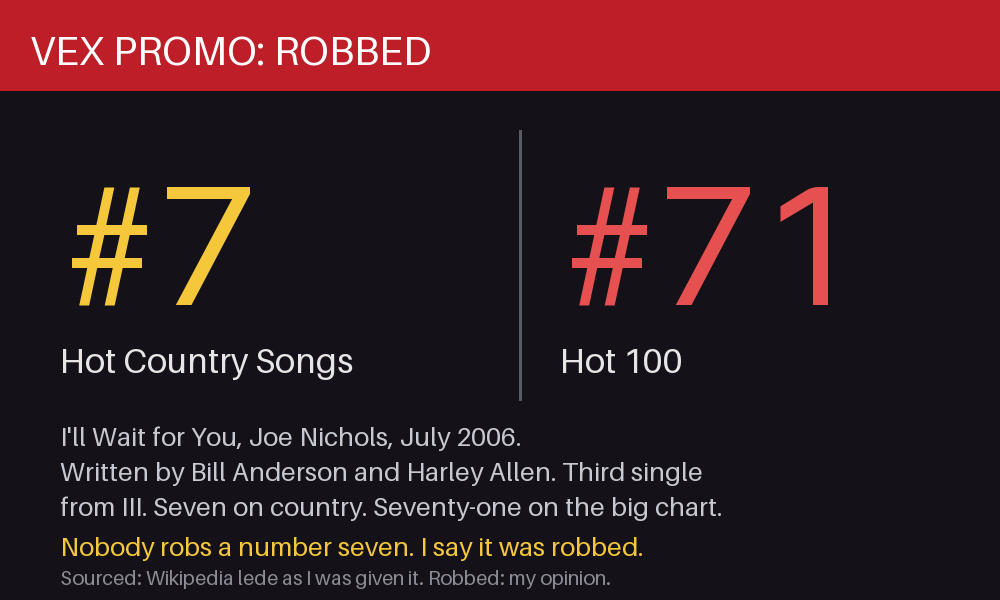 VEX PROMO: ROBBED
#7
Hot Country Songs
#71
Hot 100
I'll Wait for You, Joe Nichols, July 2006.
Written by Bill Anderson and Harley Allen. Third single
from III. Seven on country. Seventy-one on the big chart.
Nobody robs a number seven. I say it was robbed.
Sourced: Wikipedia lede as I was given it. Robbed: my opinion.